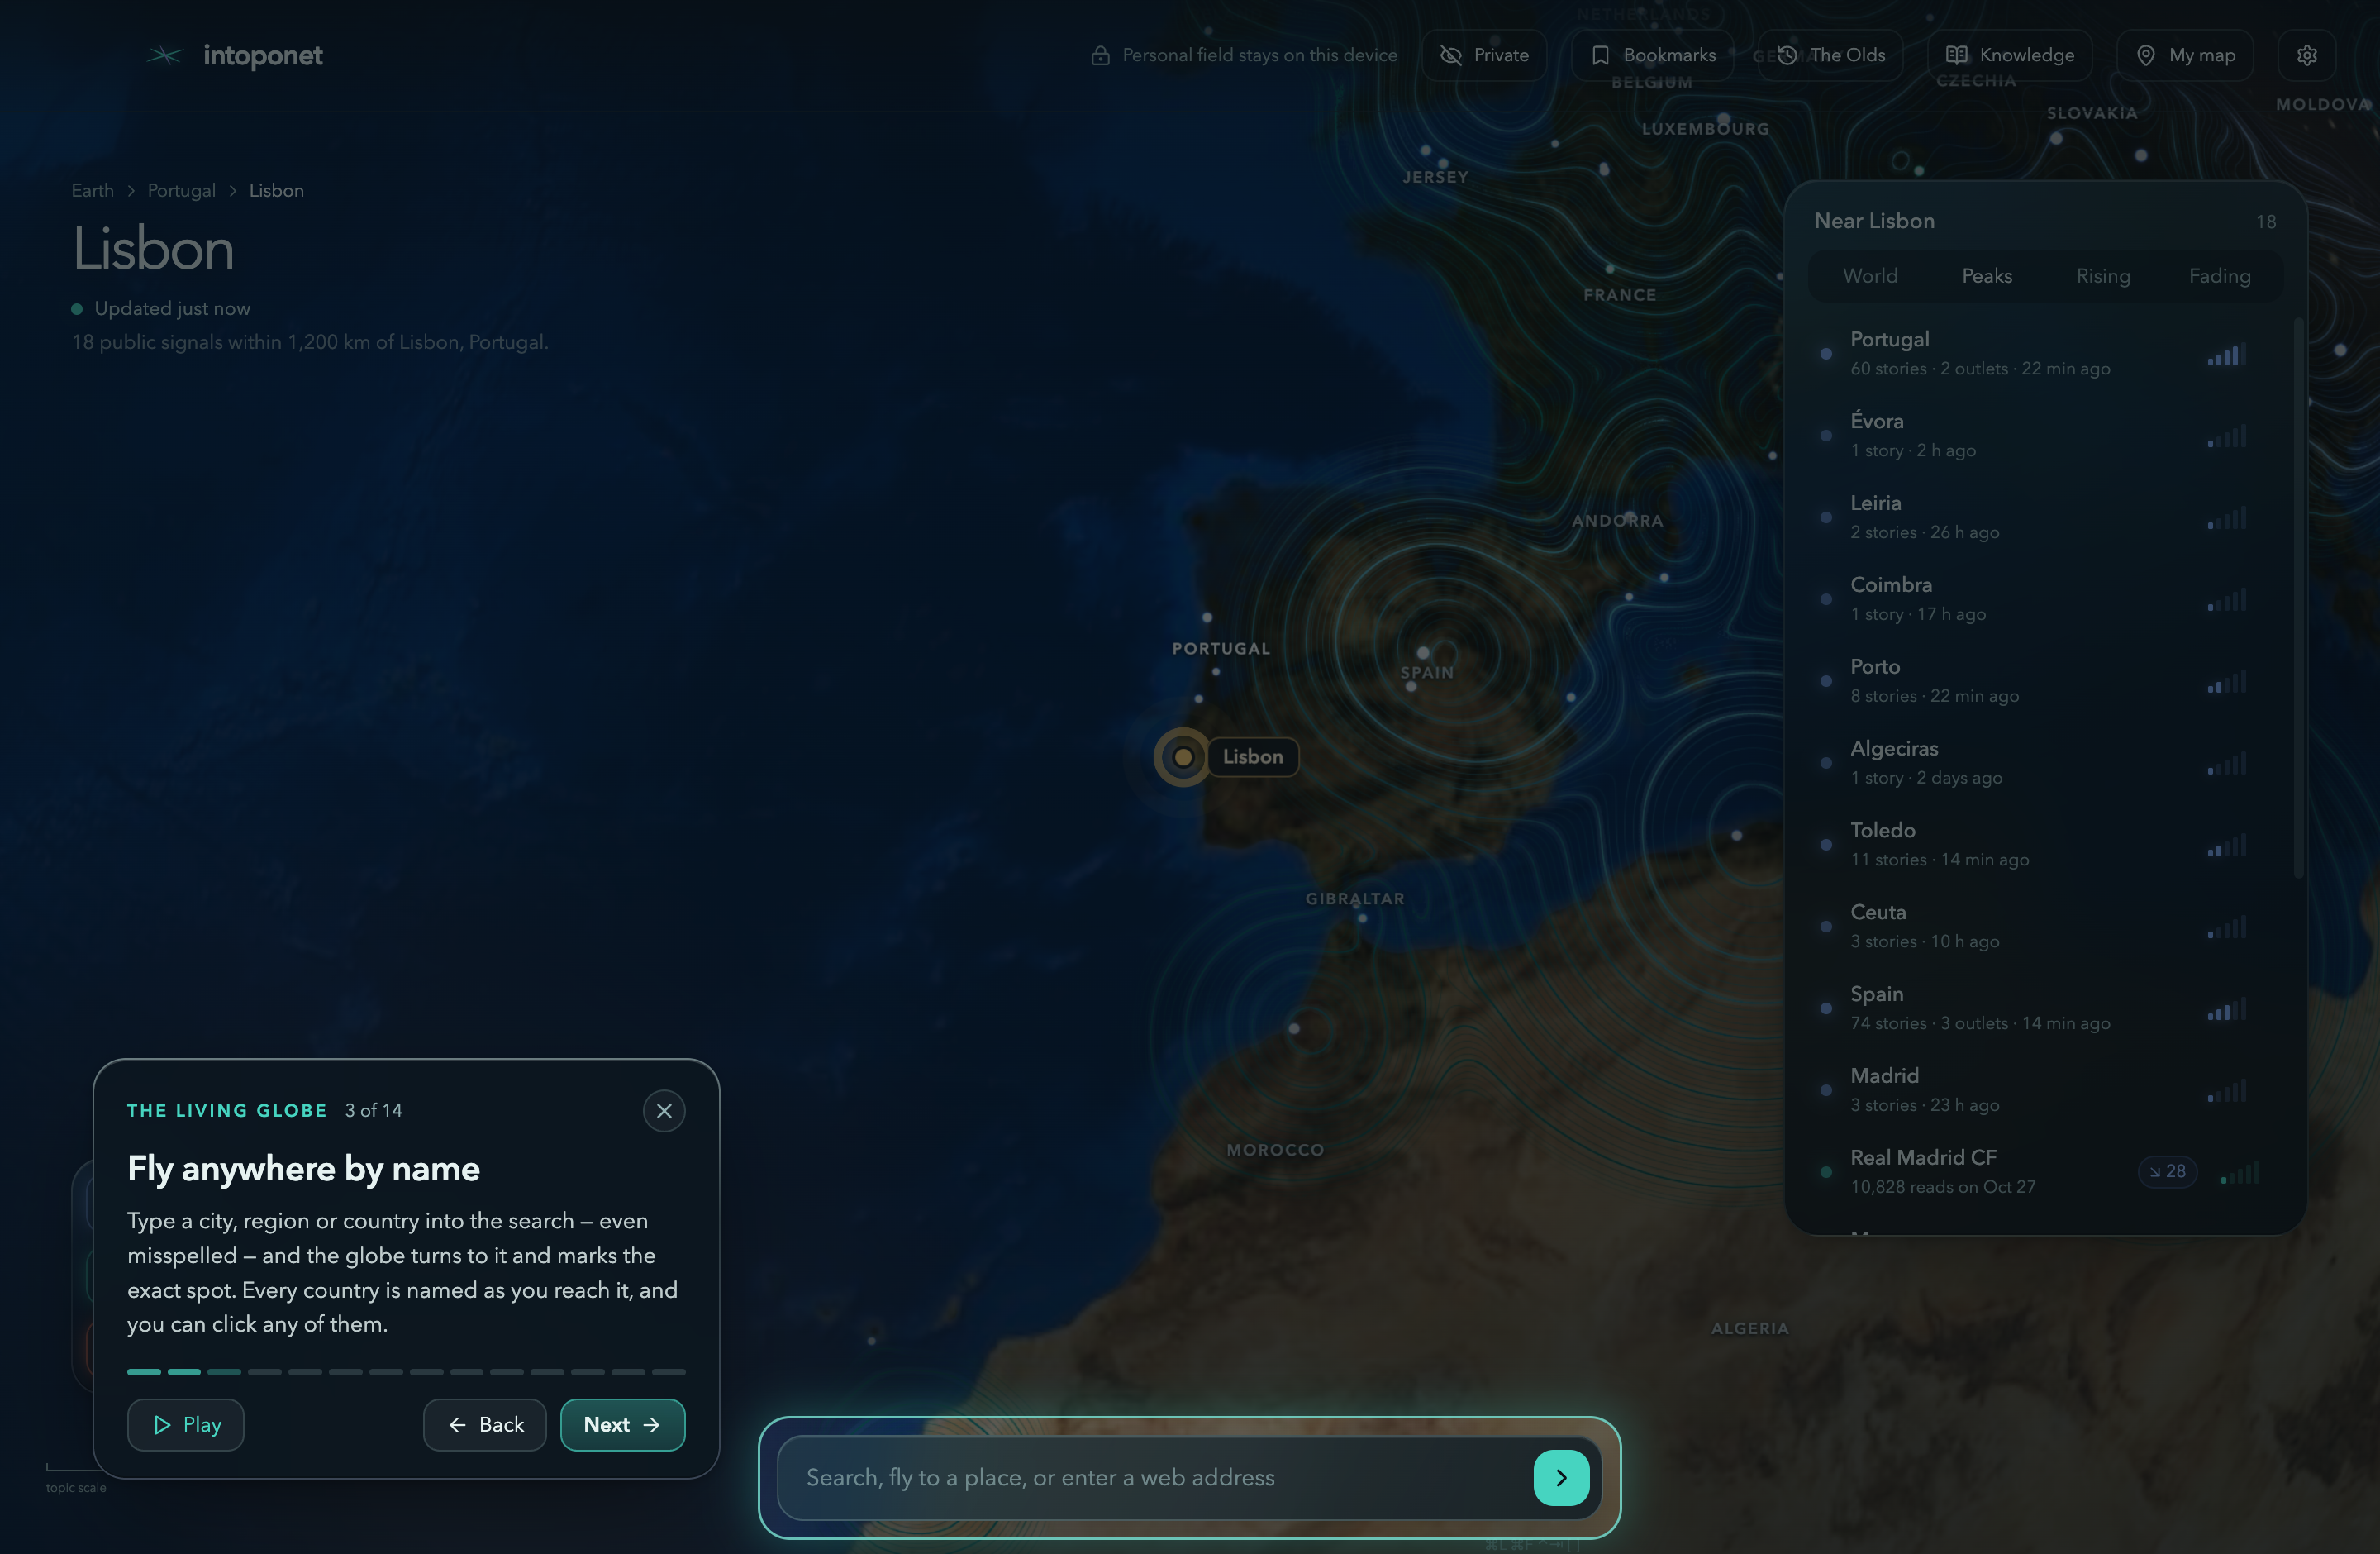 intoponet
Personal field stays on this device
Private
Bookmarks
The Olds
Knowledge
My map
NETHERLANDS
BELGIUM
CZECHIA
SLOVAKIA
MOLDOVA
LUXEMBOURG
JERSEY
FRANCE
ANDORRA
PORTUGAL
SPAIN
Lisbon
GIBRALTAR
MOROCCO
ALGERIA
Earth > Portugal > Lisbon
Lisbon
Updated just now
18 public signals within 1,200 km of Lisbon, Portugal.
Near Lisbon 18
World Peaks Rising Fading
Portugal
60 stories · 2 outlets · 22 min ago
Évora
1 story · 2 h ago
Leiria
2 stories · 26 h ago
Coimbra
1 story · 17 h ago
Porto
8 stories · 22 min ago
Algeciras
1 story · 2 days ago
Toledo
11 stories · 14 min ago
Ceuta
3 stories · 10 h ago
Spain
74 stories · 3 outlets · 14 min ago
Madrid
3 stories · 23 h ago
Real Madrid CF
10,828 reads on Oct 27
↘ 28
THE LIVING GLOBE 3 of 14
Fly anywhere by name
Type a city, region or country into the search – even
misspelled – and the globe turns to it and marks the
exact spot. Every country is named as you reach it, and
you can click any of them.
Play
← Back
Next →
topic scale
Search, fly to a place, or enter a web address